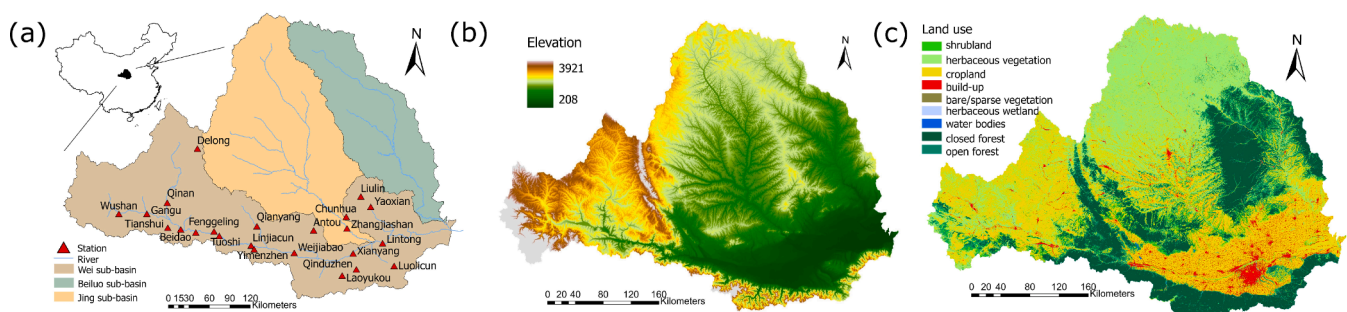 (a)
N
Delong
Qinan
Liulin
Yaoxian
Wushan
Gangu
Chunhua
Tianshui
Fenggeling
Qianyang
Antou
Zhangjiashan
Beidao
Tuoshi
Linjiacun
Weijiabao
Lintong
Yimenzhen
Xianyang
Qinduzhen
Luolicun
Laoyukou
Station
River
Wei sub-basin
Beiluo sub-basin
Jing sub-basin
0 1530 60 90 120
Kilometers
(b)
N
Elevation
3921
208
0 20 40 80 120 160
Kilometers
(c)
N
Land use
shrubland
herbaceous vegetation
cropland
build-up
bare/sparse vegetation
herbaceous wetland
water bodies
closed forest
open forest
0 20 40 80 120 160
Kilometers